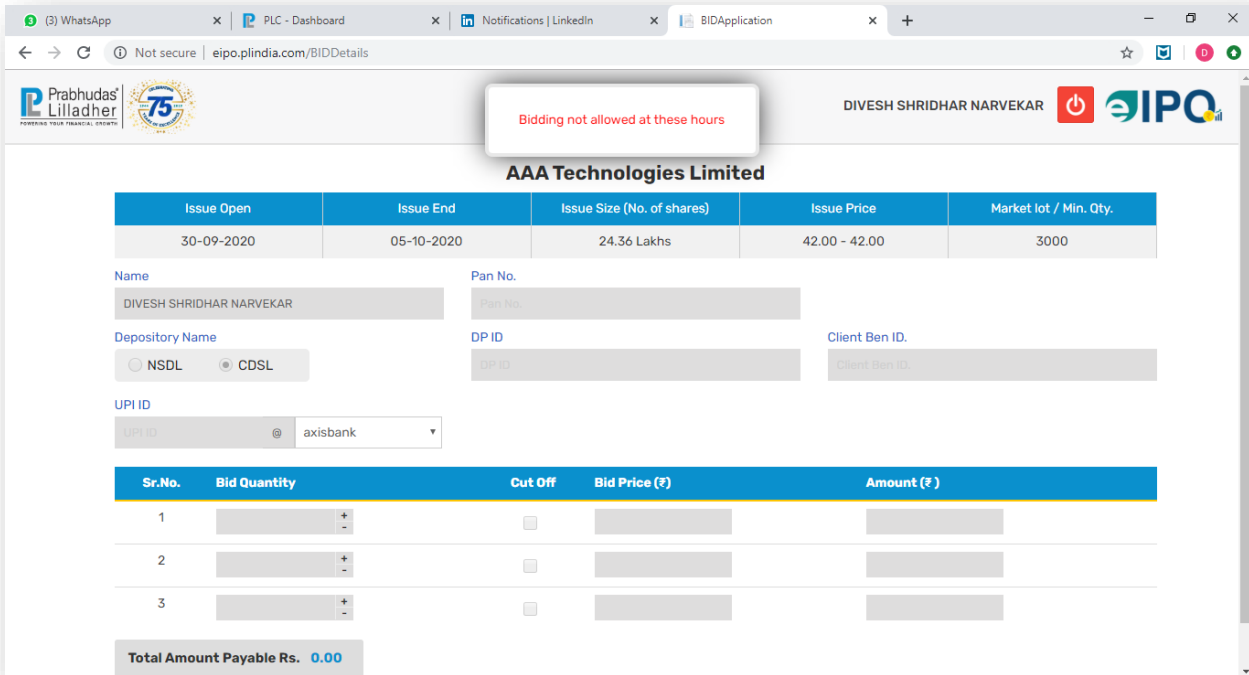 (3) WhatsApp
PLC - Dashboard
Notifications | LinkedIn
BIDApplication
Not secure | eipo.plindia.com/BIDDetails
D
Prabhudas
Lilladher
POWERING YOUR FINANCIAL GROWTH
75
Bidding not allowed at these hours
DIVESH SHRIDHAR NARVEKAR
eIPO
AAA Technologies Limited
Issue Open Issue End Issue Size (No. of shares) Issue Price Market lot / Min. Qty.
30-09-2020 05-10-2020 24.36 Lakhs 42.00 - 42.00 3000
Name Pan No.
DIVESH SHRIDHAR NARVEKAR Pan No.
Depository Name DP ID Client Ben ID.
NSDL CDSL DP ID Client Ben ID.
UPI ID
UPI ID @ axisbank
Sr.No. Bid Quantity Cut Off Bid Price (₹) Amount (₹ )
1 + -
2 + -
3 + -
Total Amount Payable Rs. 0.00